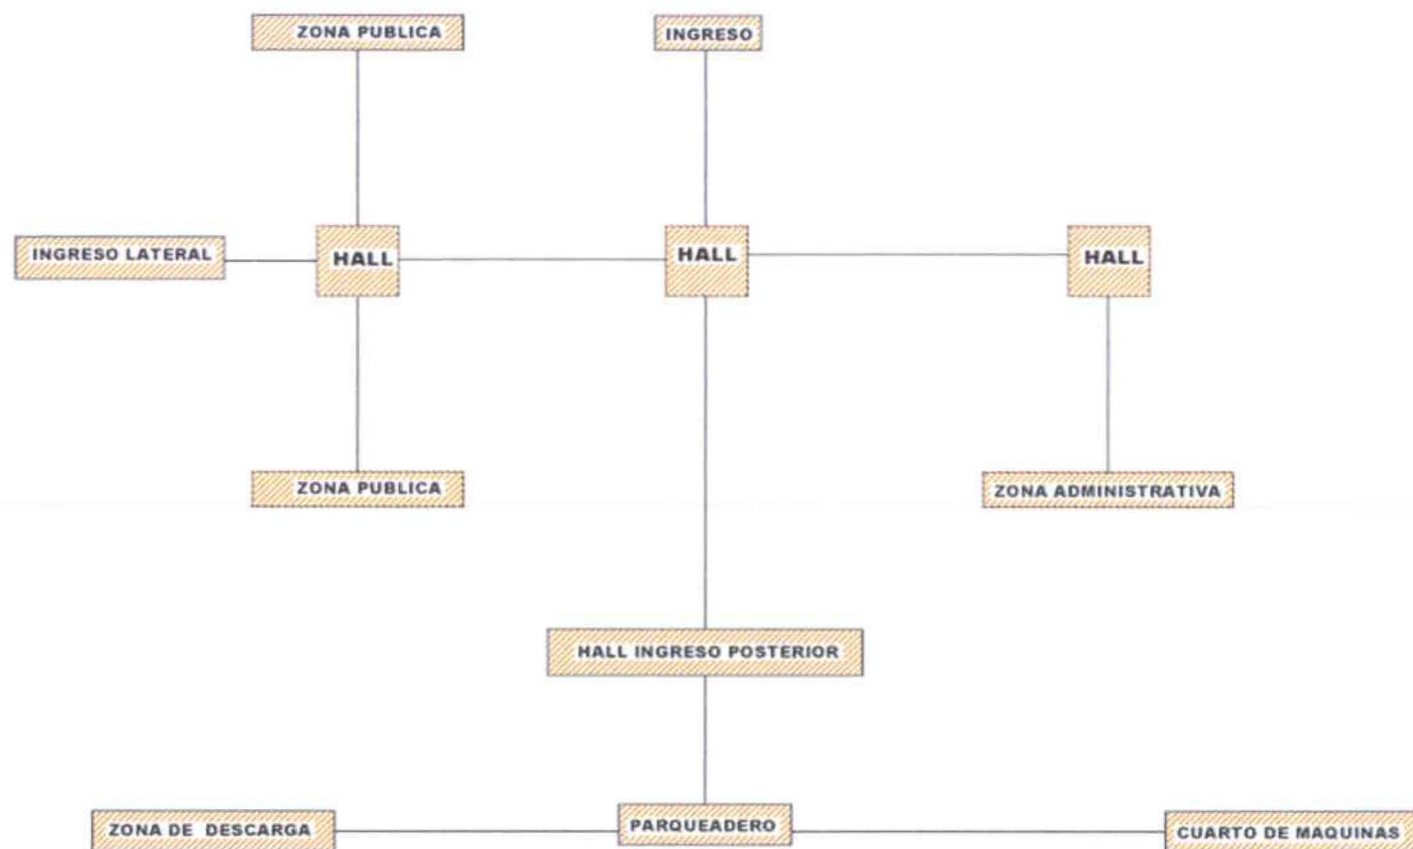 ZONA PUBLICA
INGRESO
INGRESO LATERAL
HALL
HALL
HALL
ZONA PUBLICA
ZONA ADMINISTRATIVA
HALL INGRESO POSTERIOR
ZONA DE DESCARGA
PARQUEADERO
CUARTO DE MAQUINAS